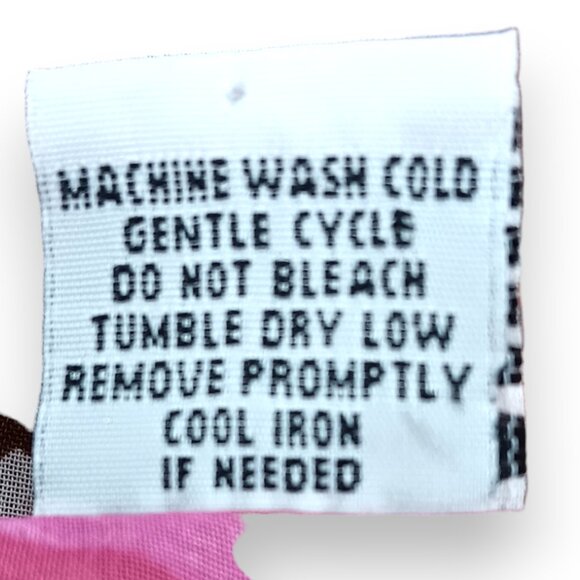 MACHINE WASH COLD
GENTLE CYCLE
DO NOT BLEACH
TUMBLE DRY LOW
REMOVE PROMPTLY
COOL IRON
IF NEEDED